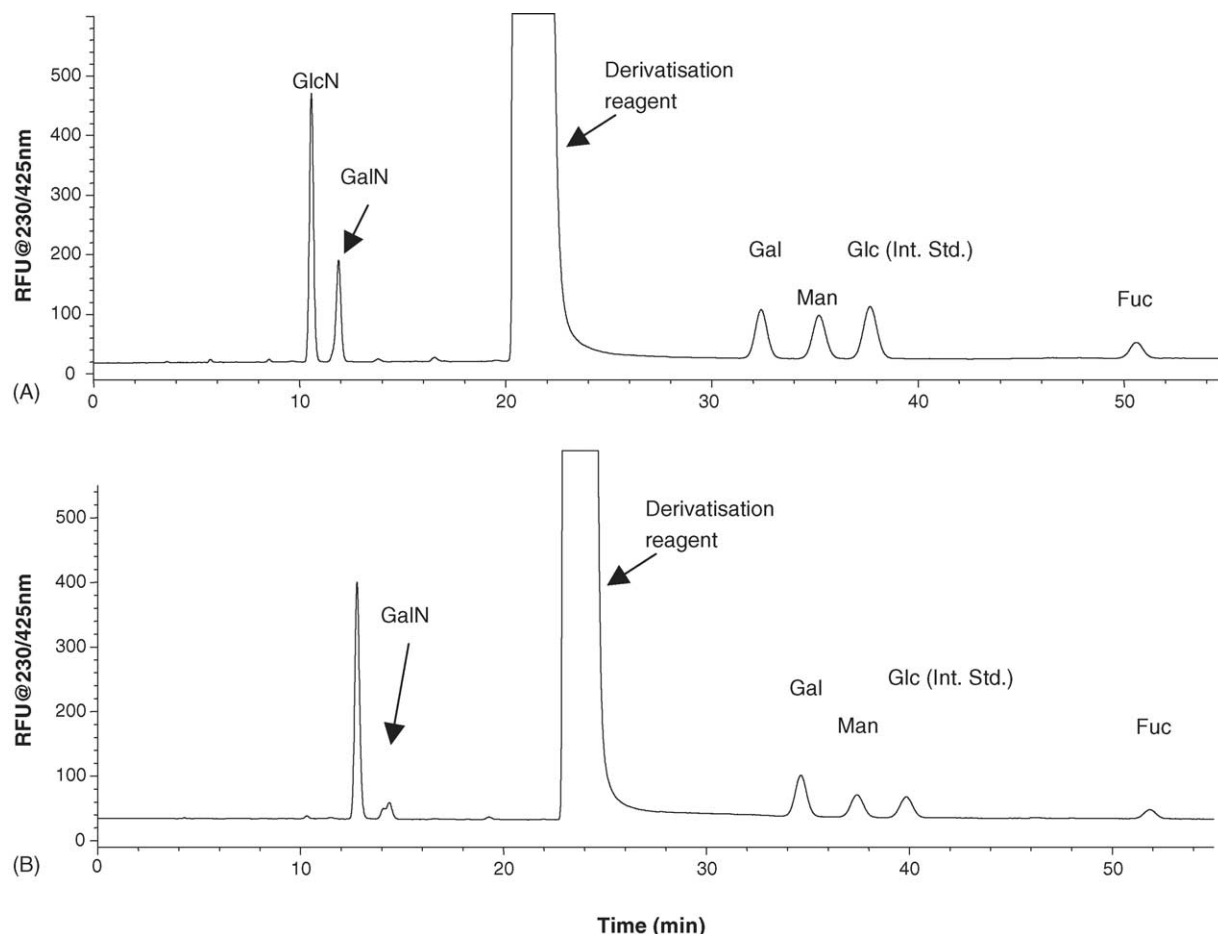 500
400
300
200
100
0
RFU@230/425nm
GlcN
GalN
Derivatisation
reagent
Gal
Man
Glc (Int. Std.)
Fuc
(A)
0
10
20
30
40
50
500
400
300
200
100
0
RFU@230/425nm
GalN
Derivatisation
reagent
Gal
Man
Glc (Int. Std.)
Fuc
(B)
0
10
20
30
40
50
Time (min)